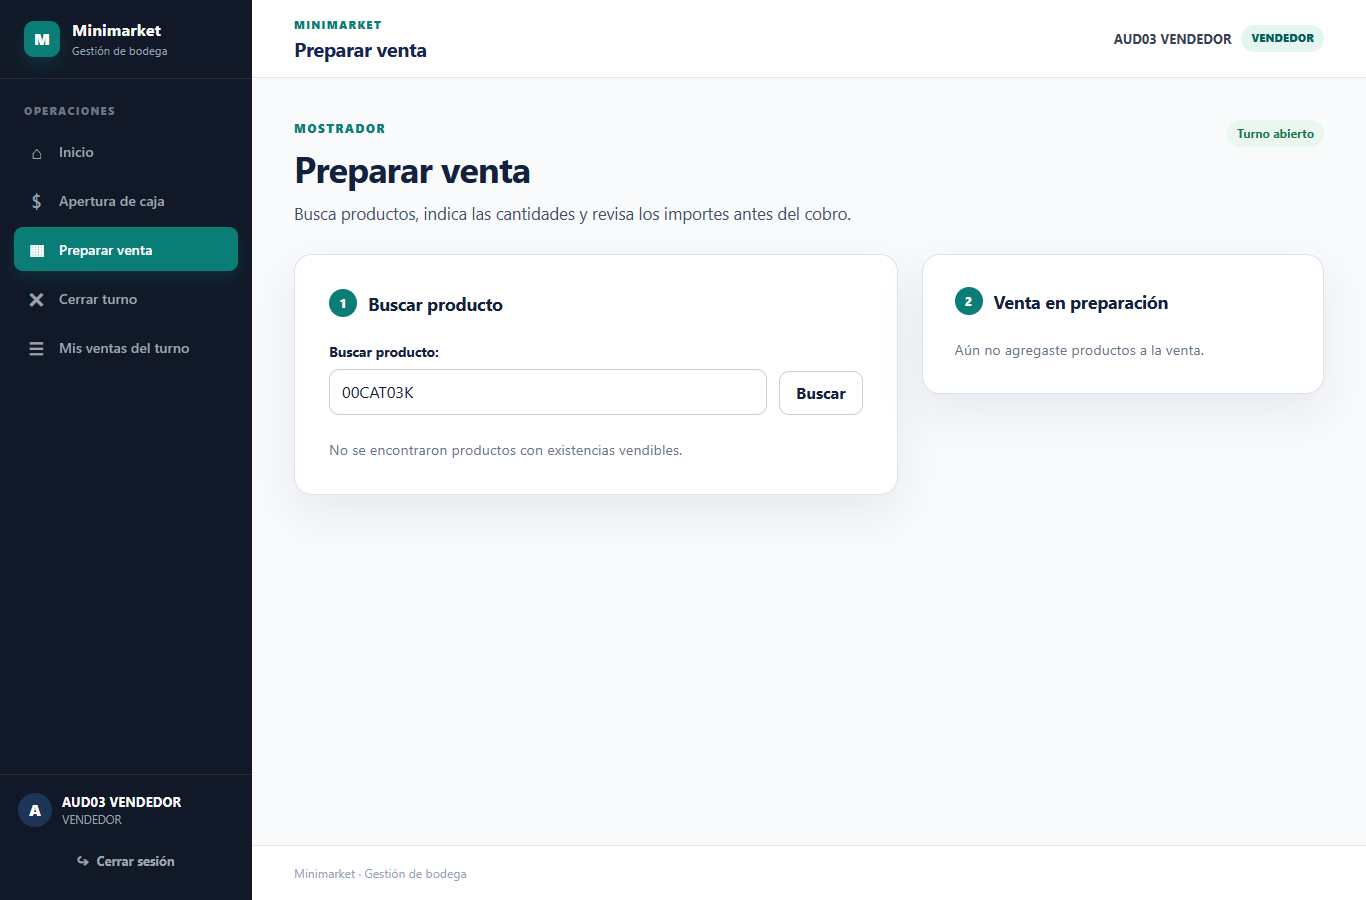 M
Minimarket
Gestión de bodega
OPERACIONES
Inicio
$ Apertura de caja
Preparar venta
Cerrar turno
Mis ventas del turno
A
AUD03 VENDEDOR
VENDEDOR
Cerrar sesión
MINIMARKET
Preparar venta
AUD03 VENDEDOR VENDEDOR
MOSTRADOR
Turno abierto
Preparar venta
Busca productos, indica las cantidades y revisa los importes antes del cobro.
1 Buscar producto
Buscar producto:
00CAT03K
Buscar
No se encontraron productos con existencias vendibles.
2 Venta en preparación
Aún no agregaste productos a la venta.
Minimarket · Gestión de bodega